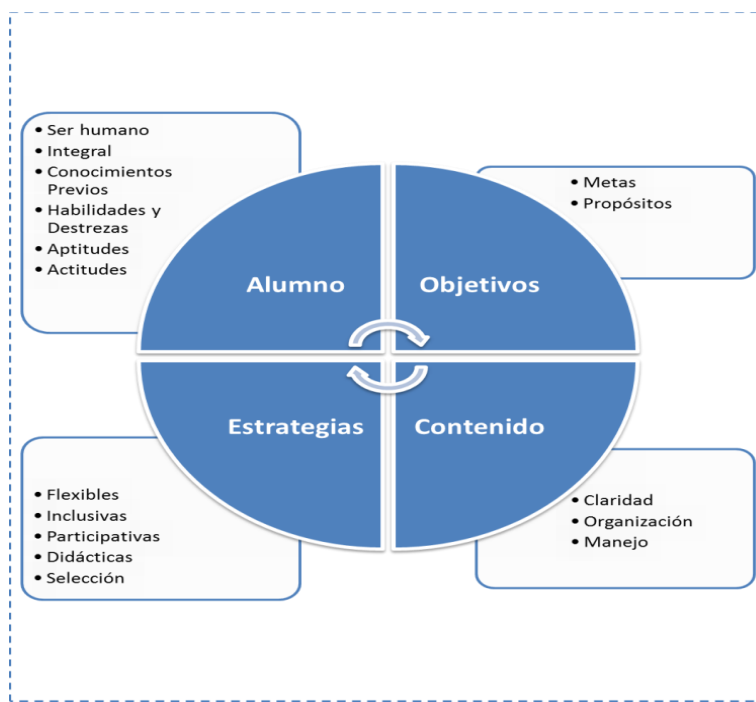 • Ser humano
• Integral
• Conocimientos
Previos
• Habilidades y
Destrezas
• Aptitudes
• Actitudes
• Metas
• Propósitos
Alumno
Objetivos
Estrategias
Contenido
• Flexibles
• Inclusivas
• Participativas
• Didácticas
• Selección
• Claridad
• Organización
• Manejo